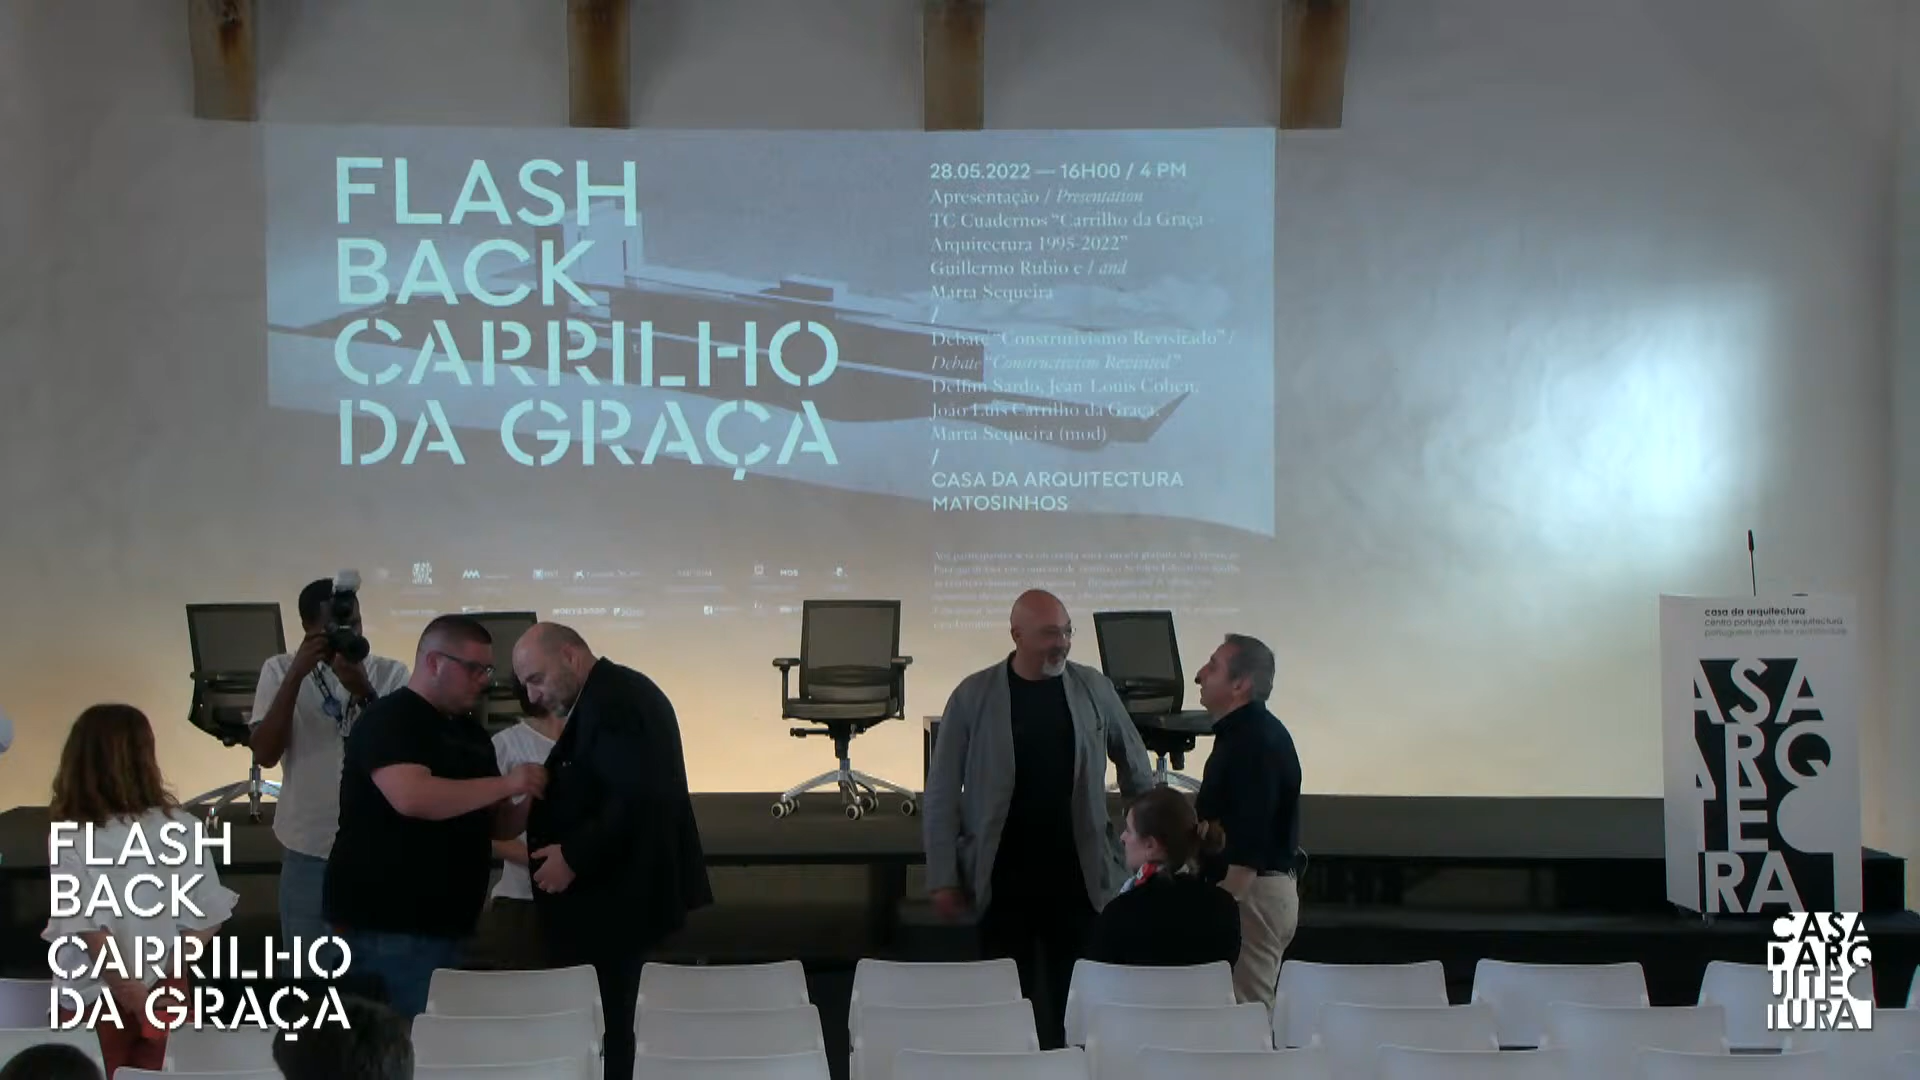 FLASH
BACK
CARRILHO
DA GRAÇA
28.05.2022 — 16H00 / 4 PM
Apresentação / Presentation
TC Cuadernos “Carrilho da Graça
Arquitectura 1995-2022”
Guillermo Rubio e / and
Marta Sequeira
/
Debate “Construtivismo Revisitado” /
Debate “Constructivism Revisited”
Delfim Sardo, Jean-Louis Cohen,
João Luís Carrilho da Graça,
Marta Sequeira (mod)
/
CASA DA ARQUITECTURA
MATOSINHOS
casa da arquitectura
centro português de arquitectura
portuguese centre for architecture
ASA
ARQ
TE
RA
FLASH
BACK
CARRILHO
DA GRAÇA
CASA
DARQ
UITEC
TURA